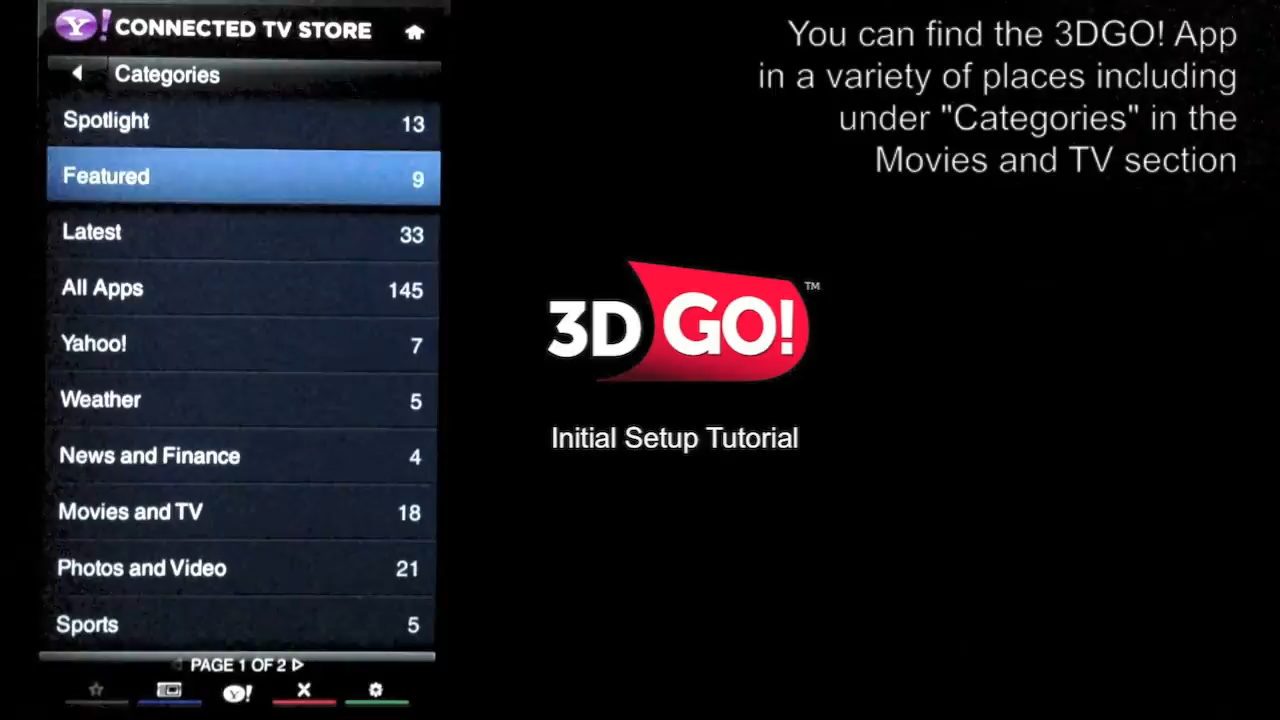 Y! CONNECTED TV STORE
Categories
Spotlight 13
Featured 9
Latest 33
All Apps 145
Yahoo! 7
Weather 5
News and Finance 4
Movies and TV 18
Photos and Video 21
Sports 5
PAGE 1 OF 2
Y!
You can find the 3DGO! App
in a variety of places including
under "Categories" in the
Movies and TV section
3D GO! ™
Initial Setup Tutorial